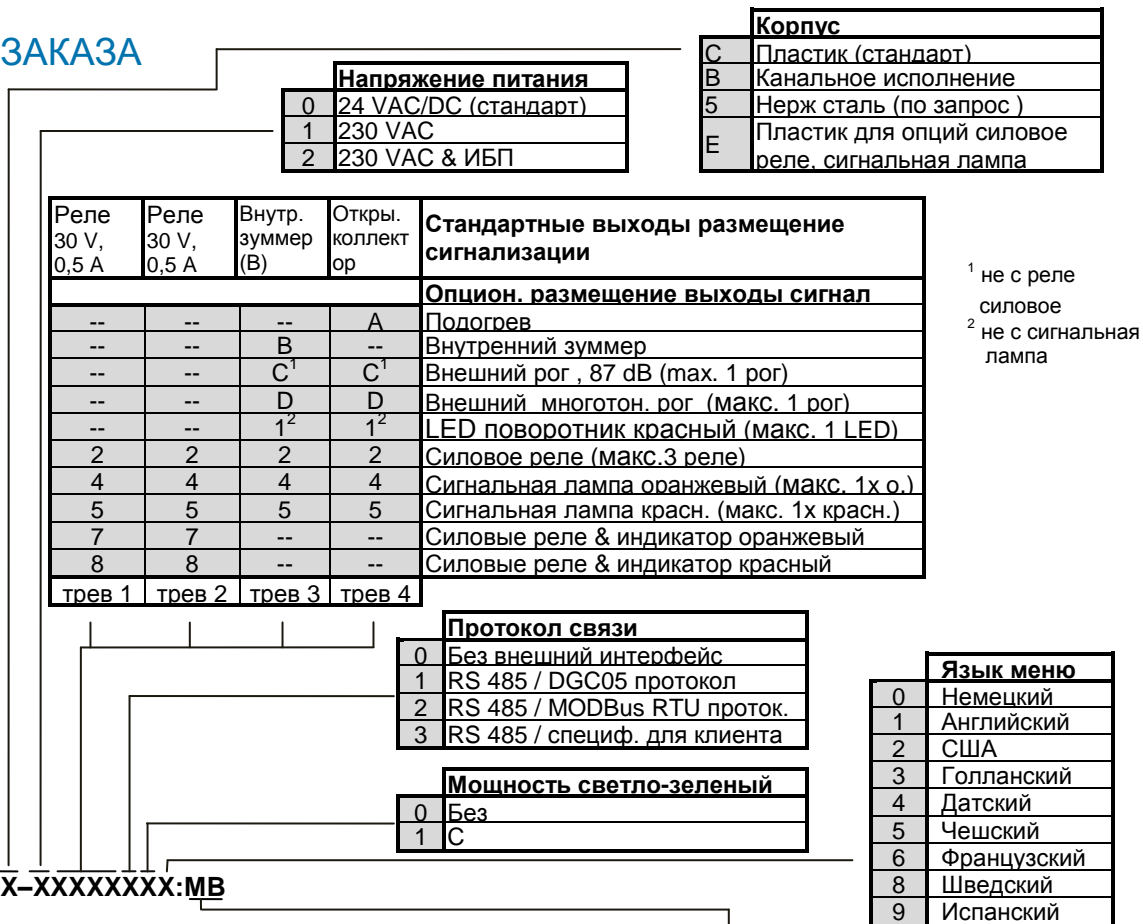 ЗАКАЗА
Корпус
C Пластик (стандарт)
B Канальное исполнение
5 Нерж сталь (по запрос )
E Пластик для опций силовое
реле, сигнальная лампа
Напряжение питания
0 24 VAC/DC (стандарт)
1 230 VAC
2 230 VAC & ИБП
Реле 30 V, 0,5 A
Реле 30 V, 0,5 A
Внутр. зуммер (B)
Откры. коллект ор
Стандартные выходы размещение
сигнализации
Опцион. размещение выходы сигнал
-- -- -- A Подогрев
-- -- B -- Внутренний зуммер
-- -- C¹ C¹ Внешний рог , 87 dB (max. 1 рог)
-- -- D D Внешний многотон. рог (макс. 1 рог)
-- -- 1² 1² LED поворотник красный (макс. 1 LED)
2 2 2 2 Силовое реле (макс.3 реле)
4 4 4 4 Сигнальная лампа оранжевый (макс. 1x о.)
5 5 5 5 Сигнальная лампа красн. (макс. 1x красн.)
7 7 -- -- Силовые реле & индикатор оранжевый
8 8 -- -- Силовые реле & индикатор красный
трев 1 трев 2 трев 3 трев 4
¹ не с реле
силовое
² не с сигнальная
лампа
Протокол связи
0 Без внешний интерфейс
1 RS 485 / DGC05 протокол
2 RS 485 / MODBus RTU проток.
3 RS 485 / специф. для клиента
Мощность светло-зеленый
0 Без
1 С
Язык меню
0 Немецкий
1 Английский
2 США
3 Голланский
4 Датский
5 Чешский
6 Французский
8 Шведский
9 Испанский
X–XXXXXXXX:MB